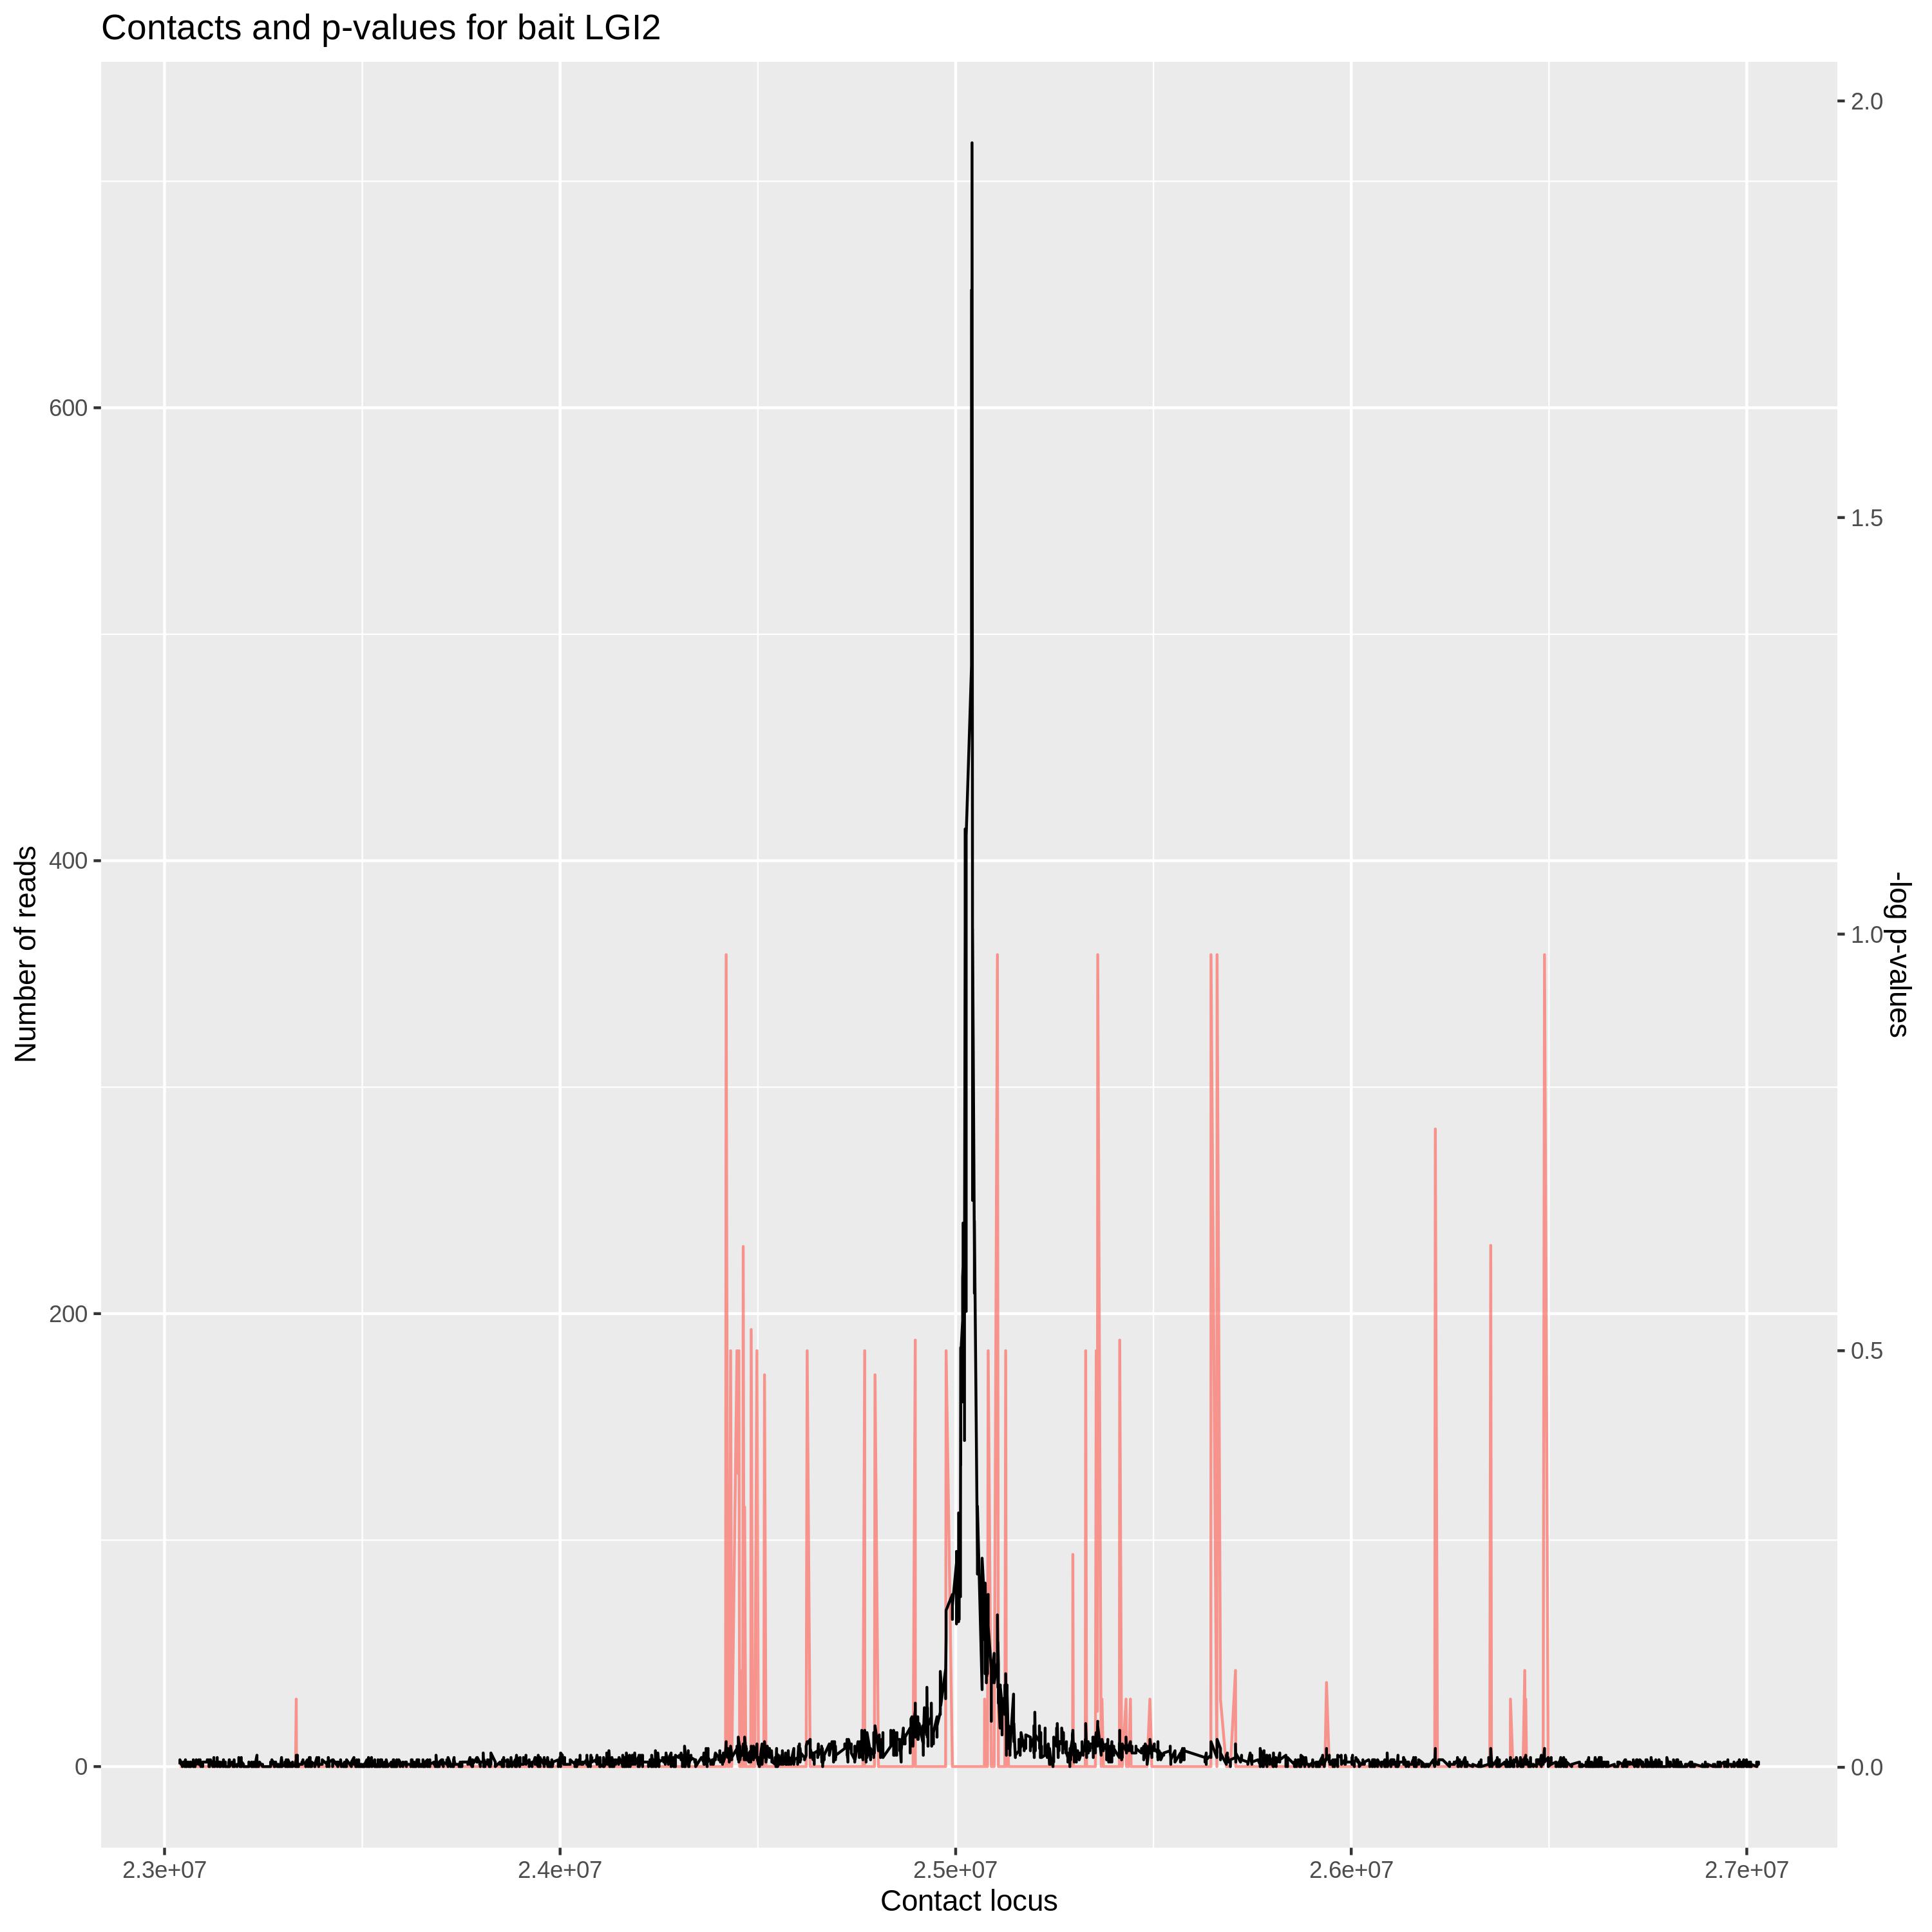 Contacts and p-values for bait LGI2
Number of reads
600
400
200
0
2.0
1.5
1.0
0.5
0.0
-log p-values
2.3e+07
2.4e+07
2.5e+07
2.6e+07
2.7e+07
Contact locus